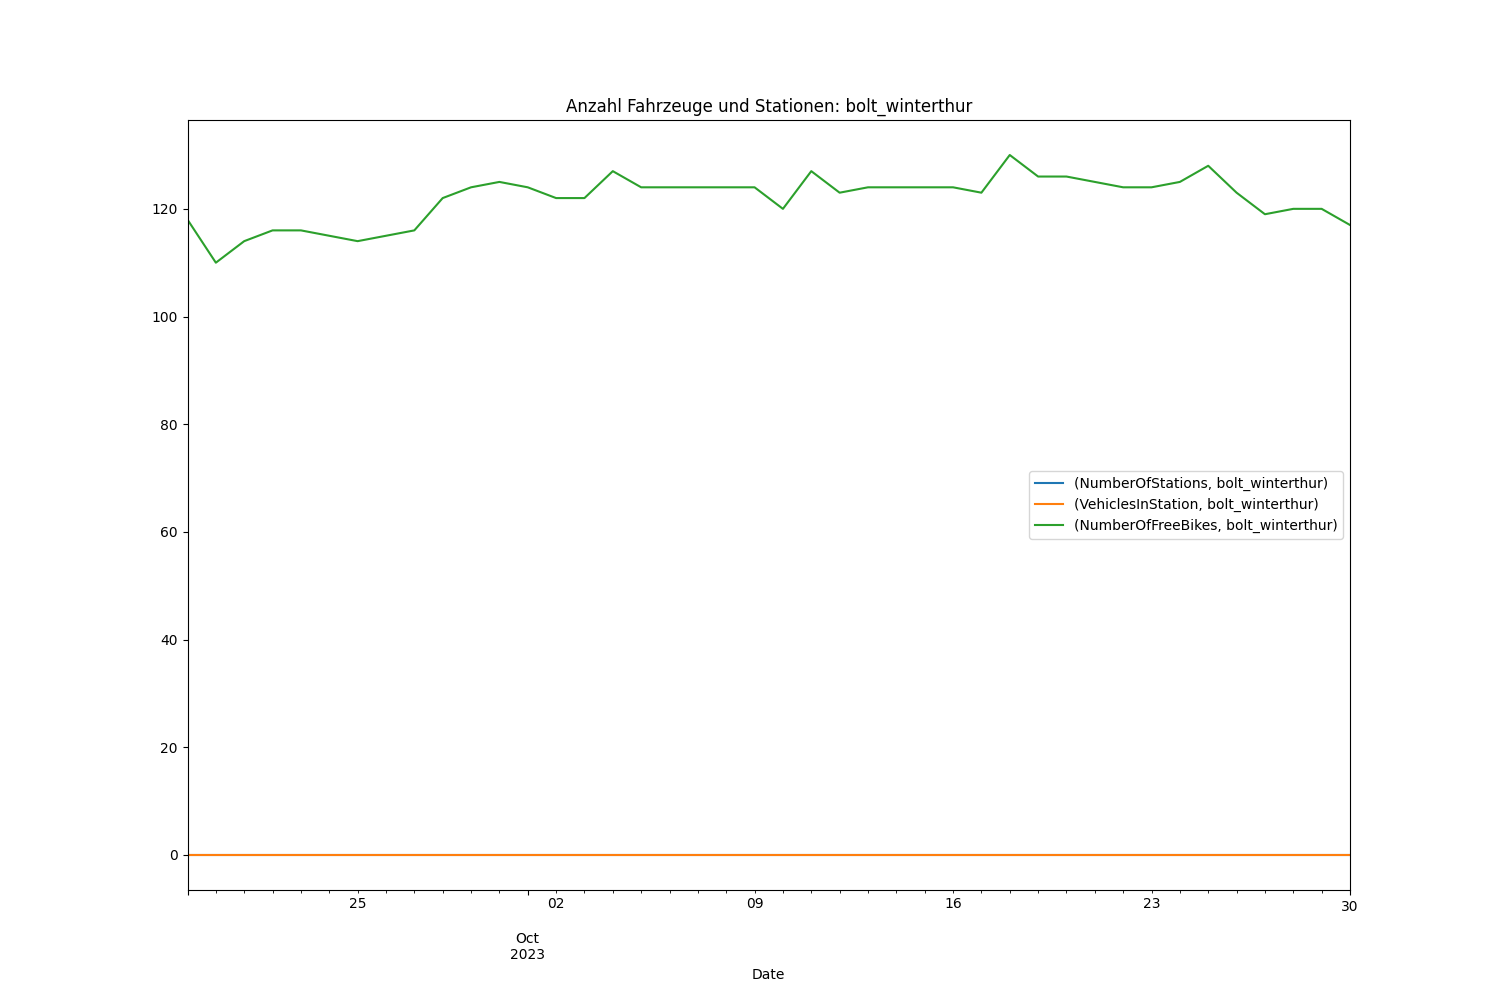 Anzahl Fahrzeuge und Stationen: bolt_winterthur
120
100
80
60
40
20
0
(NumberOfStations, bolt_winterthur)
(VehiclesInStation, bolt_winterthur)
(NumberOfFreeBikes, bolt_winterthur)
25 02 09 16 23 30
Oct
2023
Date